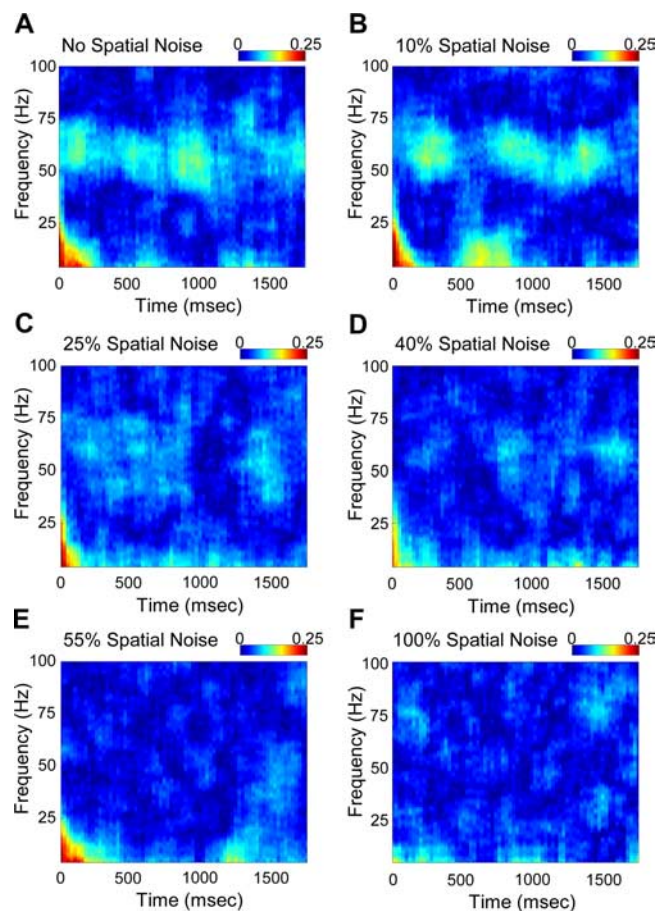 A
No Spatial Noise
0 0.25
Frequency (Hz)
100
75
50
25
0 500 1000 1500
Time (msec)
B
10% Spatial Noise
0 0.25
Frequency (Hz)
100
75
50
25
0 500 1000 1500
Time (msec)
C
25% Spatial Noise
0 0.25
Frequency (Hz)
100
75
50
25
0 500 1000 1500
Time (msec)
D
40% Spatial Noise
0 0.25
Frequency (Hz)
100
75
50
25
0 500 1000 1500
Time (msec)
E
55% Spatial Noise
0 0.25
Frequency (Hz)
100
75
50
25
0 500 1000 1500
Time (msec)
F
100% Spatial Noise
0 0.25
Frequency (Hz)
100
75
50
25
0 500 1000 1500
Time (msec)